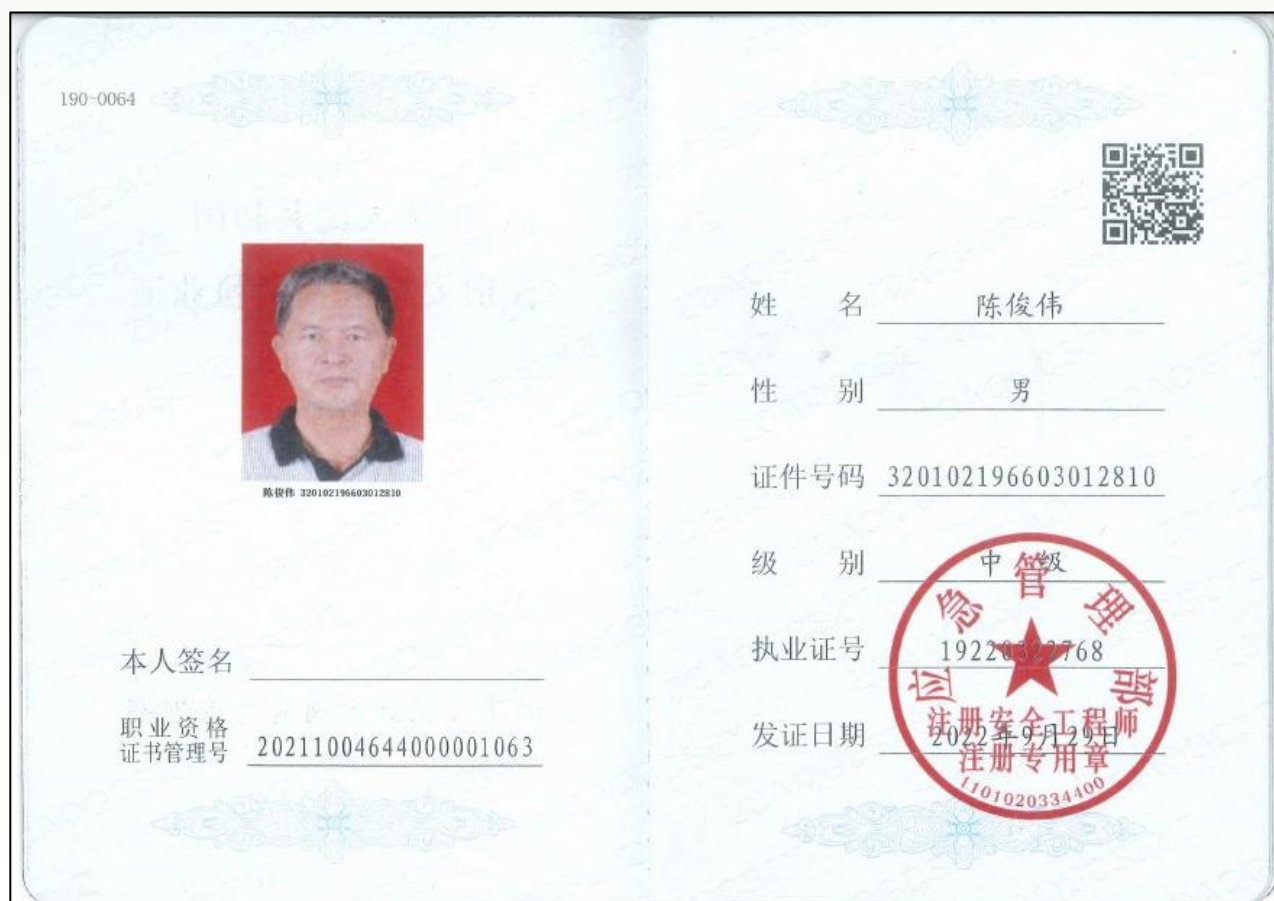 190-0064
陈俊伟 320102196603012810
本人签名
职业资格
证书管理号 20211004644000001063
姓 名 陈俊伟
性 别 男
证件号码 320102196603012810
级 别 中 级
执业证号
发证日期 2022年9月29日
应急管理部
注册安全工程师
注册专用章
1101020334400